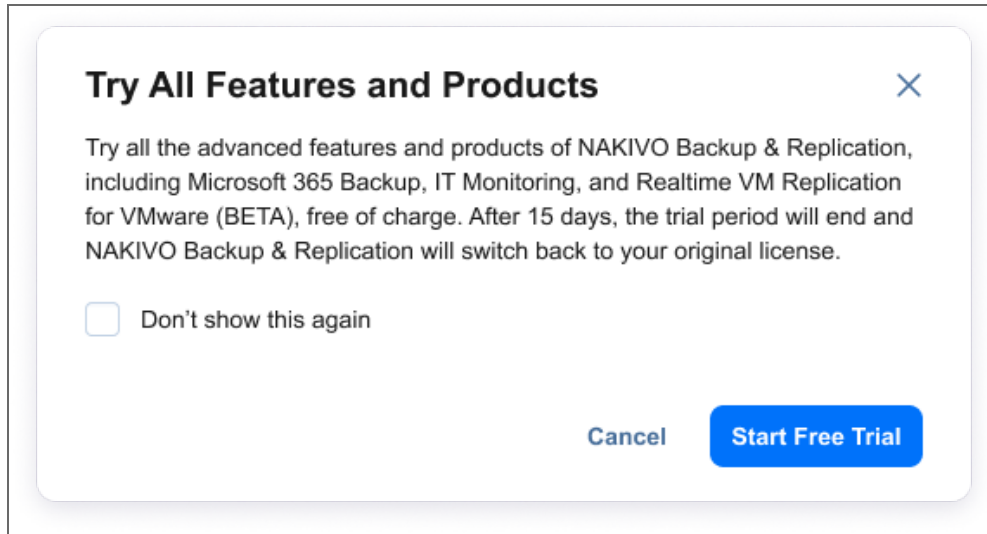 Try All Features and Products
Try all the advanced features and products of NAKIVO Backup & Replication,
including Microsoft 365 Backup, IT Monitoring, and Realtime VM Replication
for VMware (BETA), free of charge. After 15 days, the trial period will end and
NAKIVO Backup & Replication will switch back to your original license.
Don’t show this again
Cancel
Start Free Trial